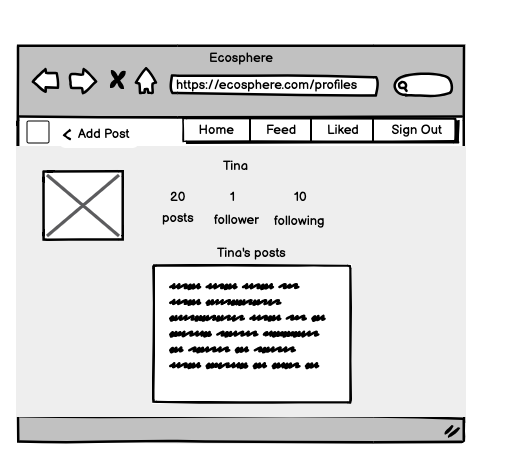 Ecosphere
https://ecosphere.com/profiles
< Add Post
Home Feed Liked Sign Out
Tina
20 1 10
posts follower following
Tina's posts